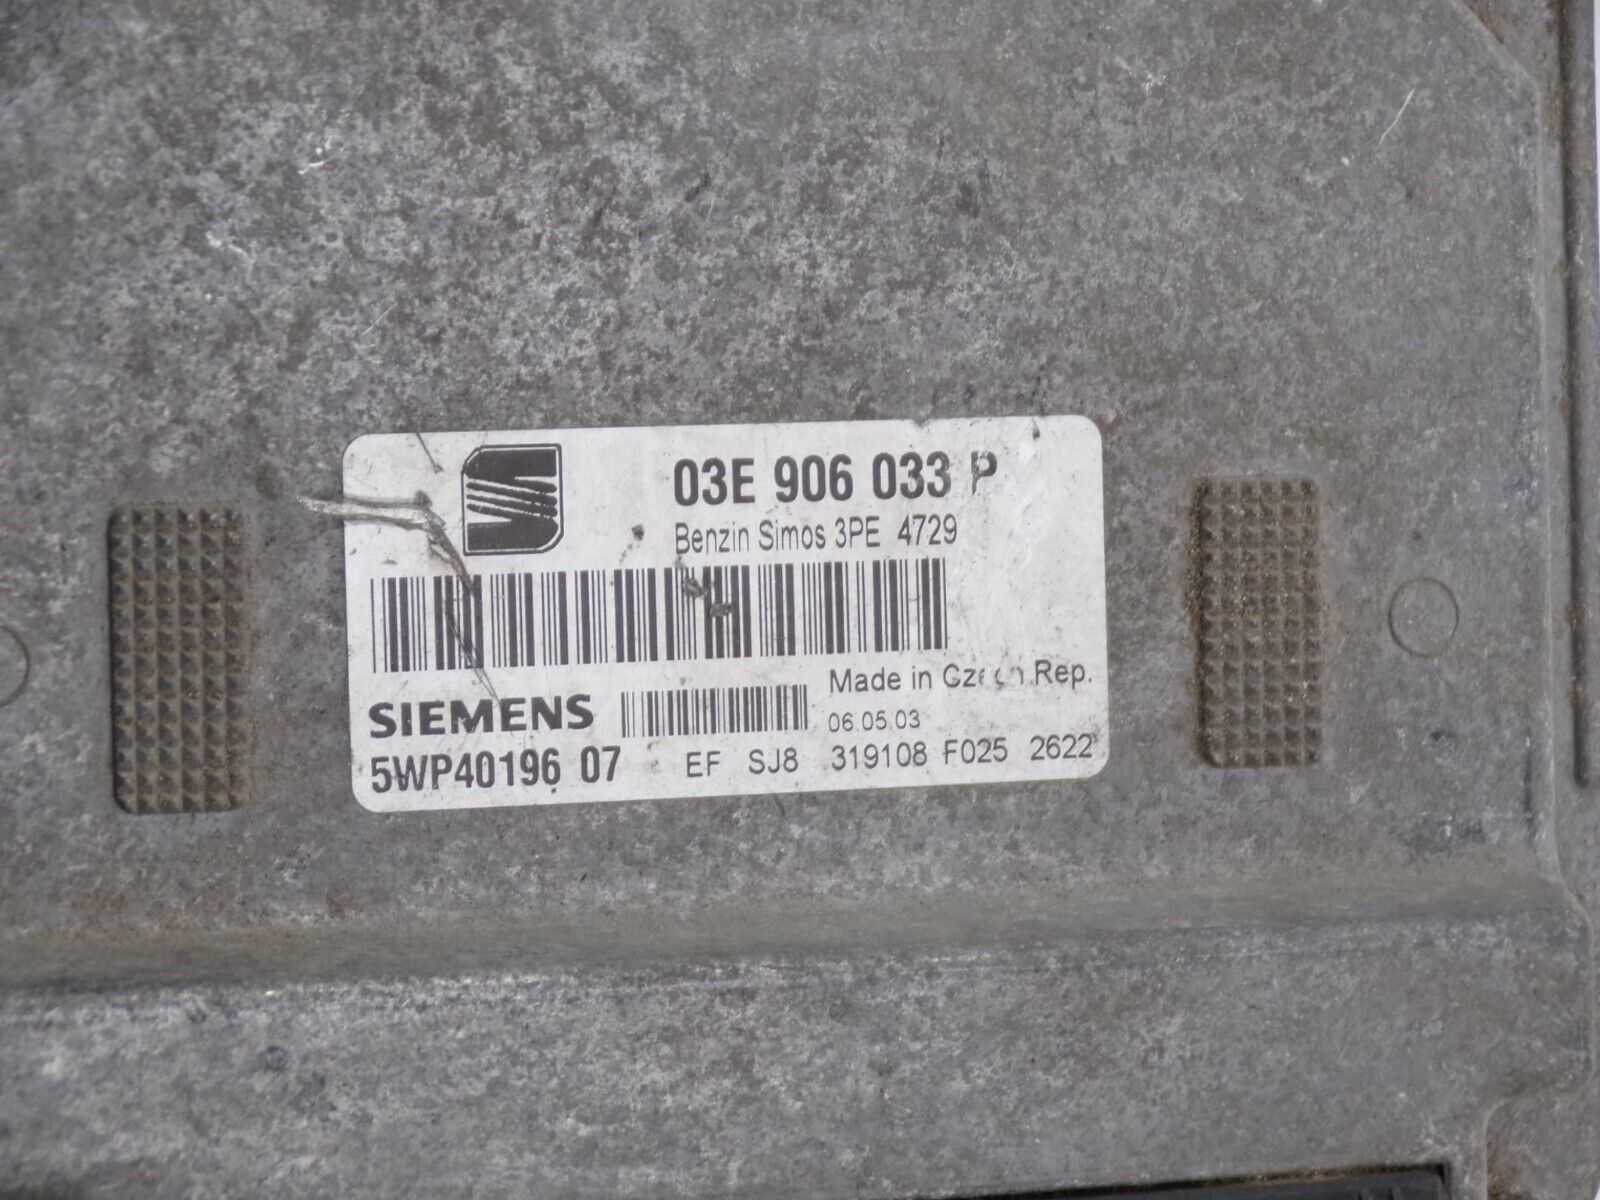 03E 906 033 P
Benzin Simos 3PE 4729
Made in Czech Rep.
SIEMENS
06.05.03
5WP40196 07 EF SJ8 319108 F025 2622